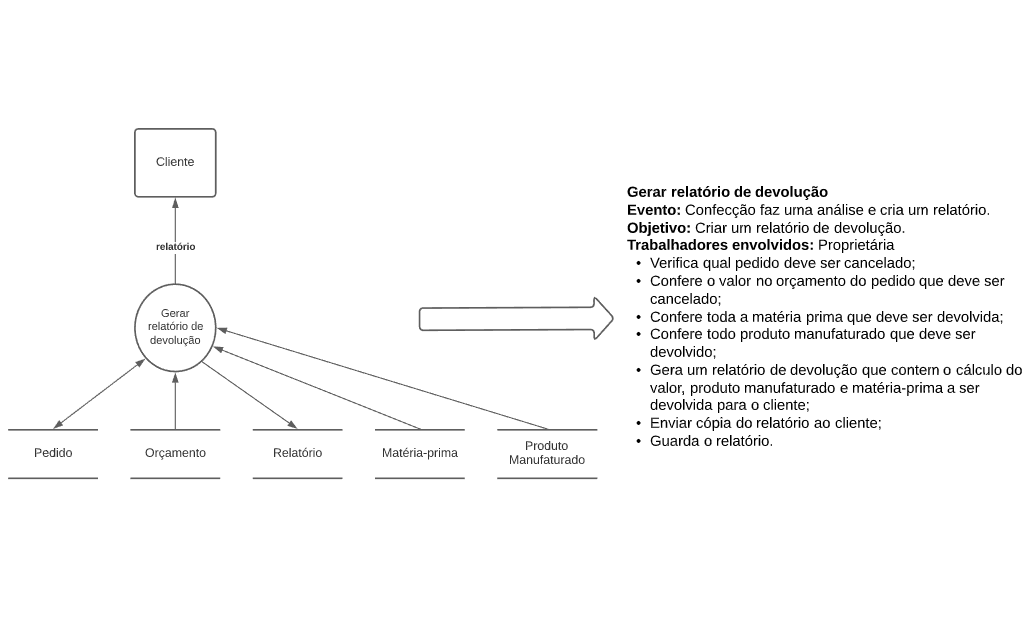 Cliente
relatório
Gerar
relatório de
devolução
Pedido
Orçamento
Relatório
Matéria-prima
Produto
Manufaturado
Gerar relatório de devolução
Evento: Confecção faz uma análise e cria um relatório.
Objetivo: Criar um relatório de devolução.
Trabalhadores envolvidos: Proprietária
• Verifica qual pedido deve ser cancelado;
• Confere o valor no orçamento do pedido que deve ser
cancelado;
• Confere toda a matéria prima que deve ser devolvida;
• Confere todo produto manufaturado que deve ser
devolvido;
• Gera um relatório de devolução que contem o cálculo do
valor, produto manufaturado e matéria-prima a ser
devolvida para o cliente;
• Enviar cópia do relatório ao cliente;
• Guarda o relatório.